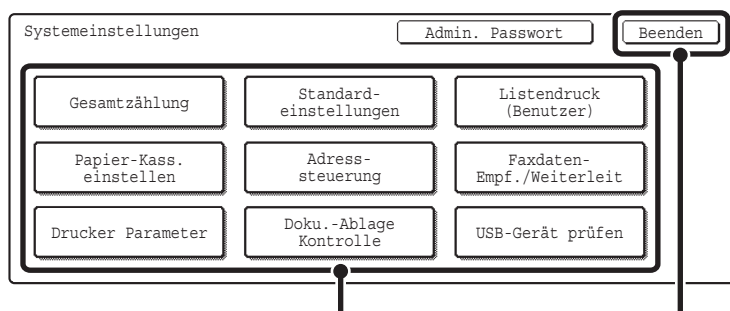 Systemeinstellungen
Admin. Passwort
Beenden
Gesamtzählung
Standard-
einstellungen
Listendruck
(Benutzer)
Papier-Kass.
einstellen
Adress-
steuerung
Faxdaten-
Empf./Weiterleit
Drucker Parameter
Doku.-Ablage
Kontrolle
USB-Gerät prüfen